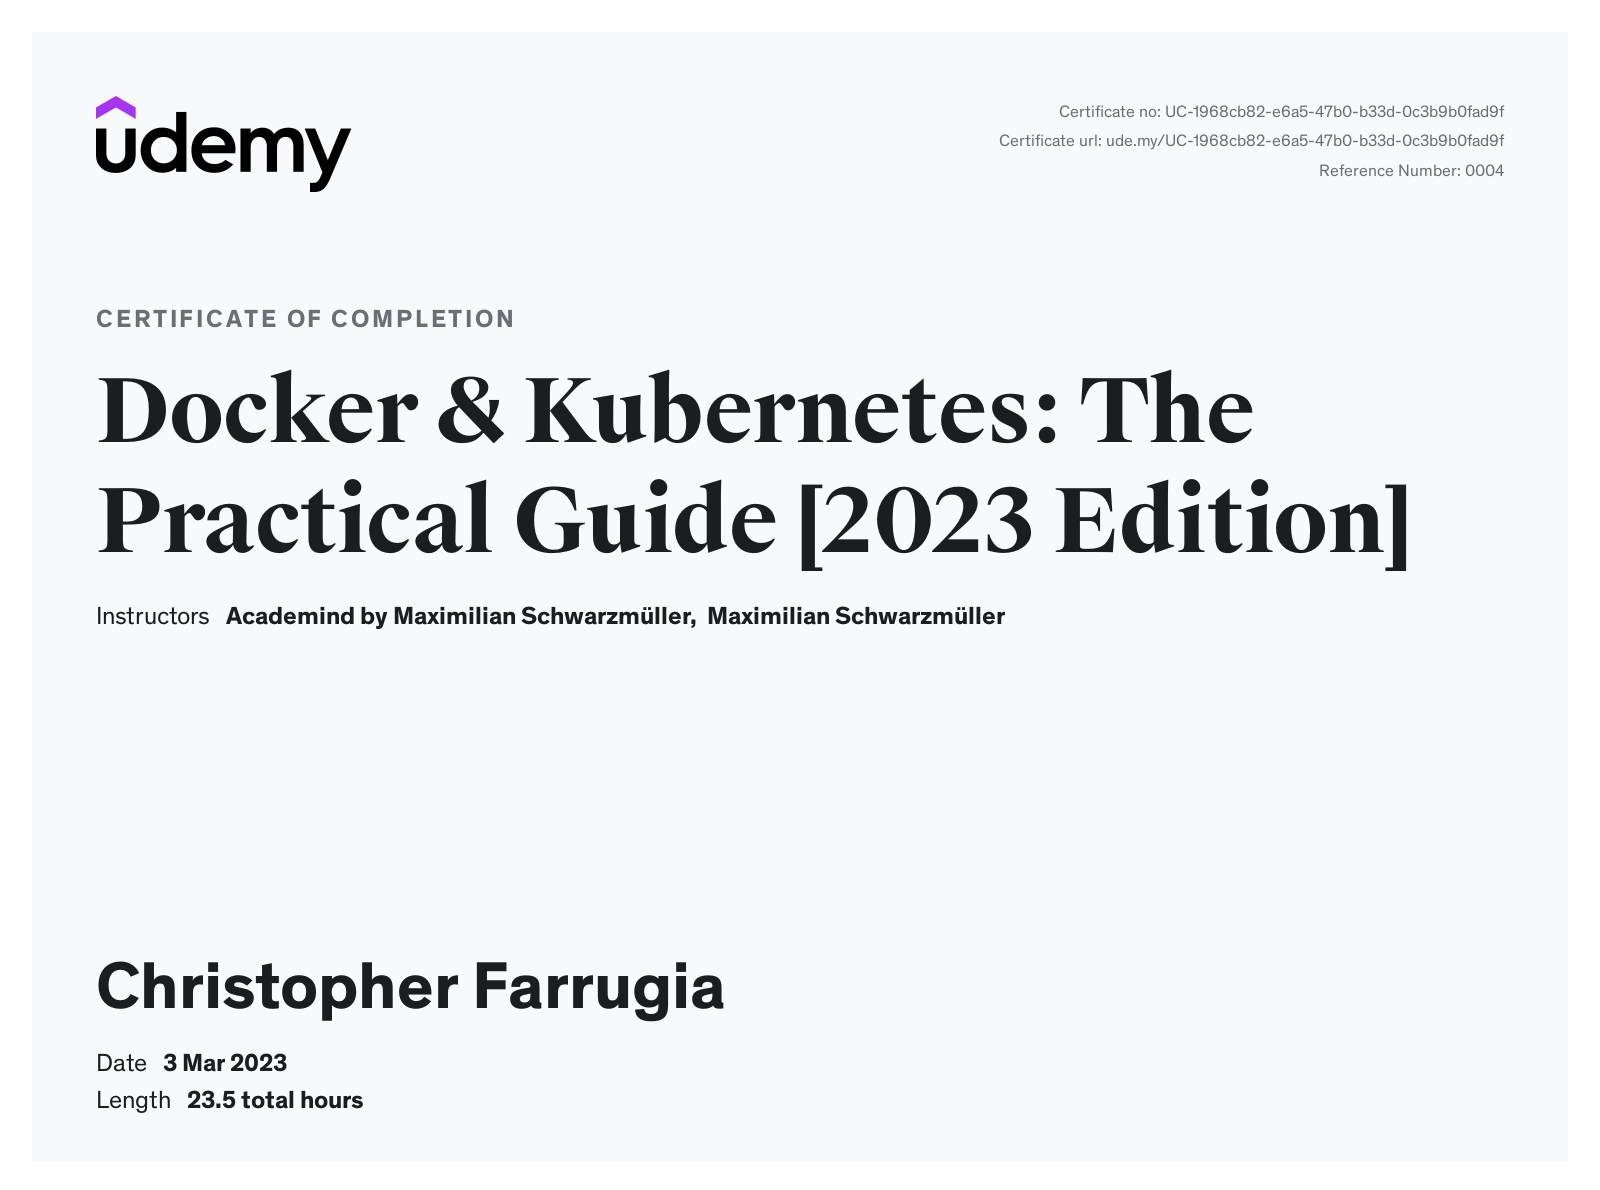 udemy
Certificate no: UC-1968cb82-e6a5-47b0-b33d-0c3b9b0fad9f
Certificate url: ude.my/UC-1968cb82-e6a5-47b0-b33d-0c3b9b0fad9f
Reference Number: 0004
CERTIFICATE OF COMPLETION
Docker & Kubernetes: The
Practical Guide [2023 Edition]
Instructors Academind by Maximilian Schwarzmüller, Maximilian Schwarzmüller
Christopher Farrugia
Date 3 Mar 2023
Length 23.5 total hours